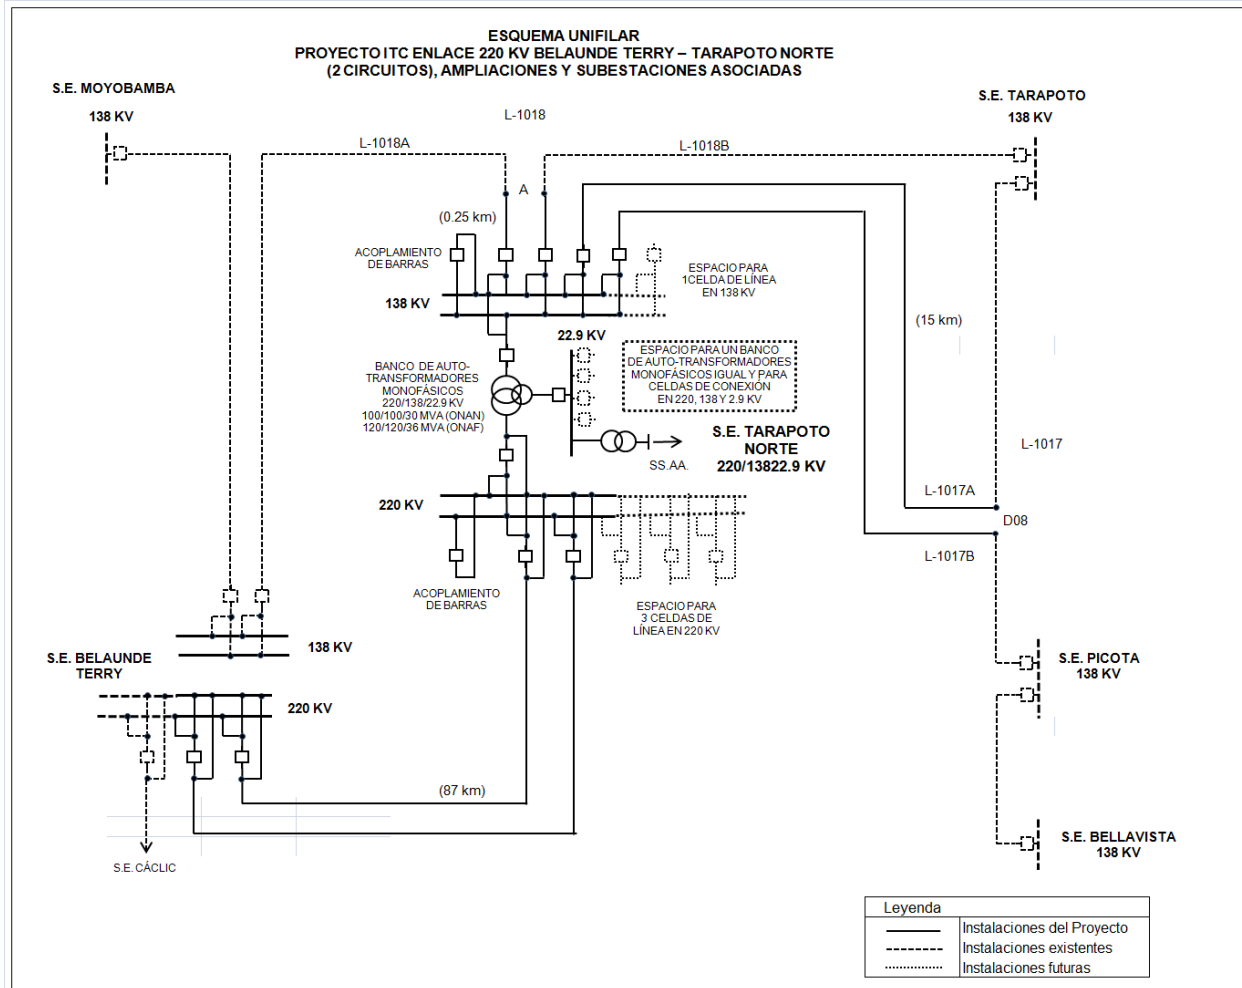 ESQUEMA UNIFILAR
PROYECTO ITC ENLACE 220 KV BELAUNDE TERRY – TARAPOTO NORTE
(2 CIRCUITOS), AMPLIACIONES Y SUBESTACIONES ASOCIADAS
S.E. MOYOBAMBA
138 KV
L-1018
S.E. TARAPOTO
138 KV
L-1018A
L-1018B
A
(0.25 km)
ACOPLAMIENTO
DE BARRAS
ESPACIO PARA
1CELDA DE LÍNEA
EN 138 KV
138 KV
(15 km)
22.9 KV
ESPACIO PARA UN BANCO
DE AUTO-TRANSFORMADORES
MONOFÁSICOS IGUAL Y PARA
CELDAS DE CONEXIÓN
EN 220, 138 Y 2.9 KV
BANCO DE AUTO-
TRANSFORMADORES
MONOFÁSICOS
220/138/22.9 KV
100/100/30 MVA (ONAN)
120/120/36 MVA (ONAF)
S.E. TARAPOTO
NORTE
220/13822.9 KV
SS.AA.
L-1017
L-1017A
220 KV
D08
L-1017B
ACOPLAMIENTO
DE BARRAS
ESPACIO PARA
3 CELDAS DE
LÍNEA EN 220 KV
138 KV
S.E. BELAUNDE
TERRY
220 KV
S.E. PICOTA
138 KV
(87 km)
S.E. BELLAVISTA
138 KV
S.E. CÁCLIC
Leyenda
Instalaciones del Proyecto
Instalaciones existentes
Instalaciones futuras